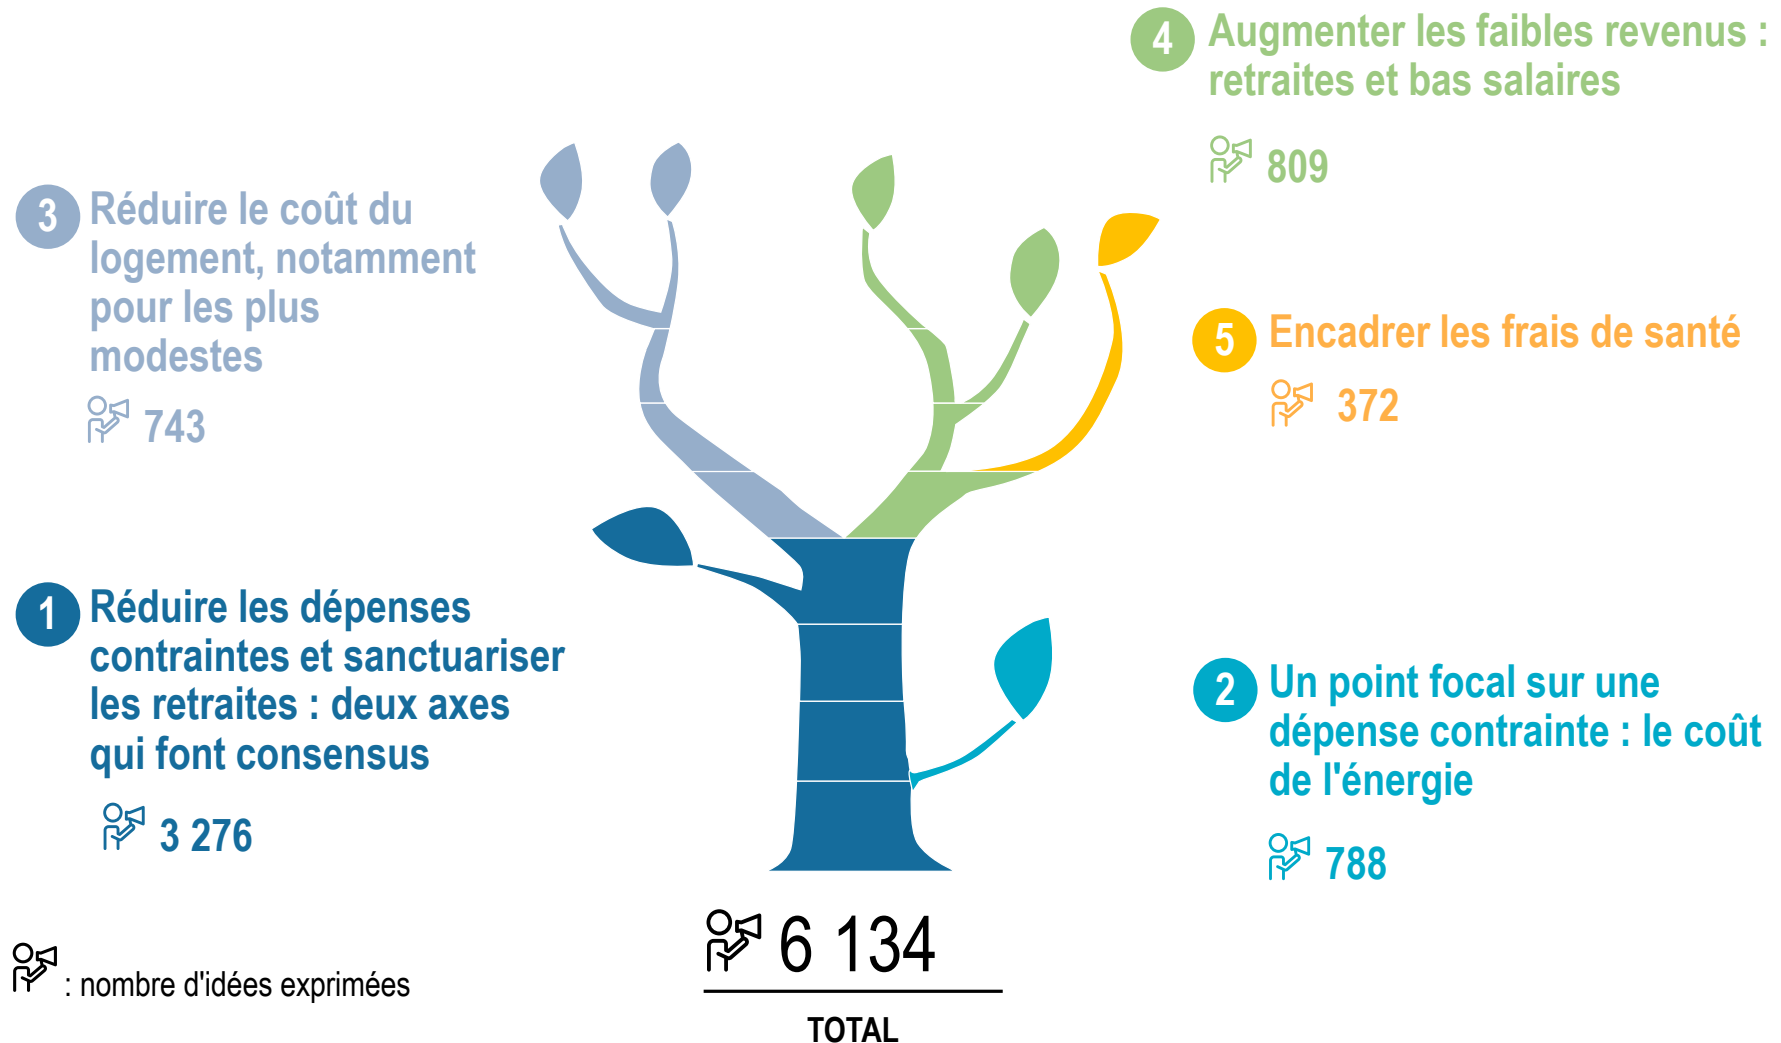 4
Augmenter les faibles revenus :
retraites et bas salaires
809
3
Réduire le coût du
logement, notamment
pour les plus
modestes
743
5
Encadrer les frais de santé
372
1
Réduire les dépenses
contraintes et sanctuariser
les retraites : deux axes
qui font consensus
3 276
2
Un point focal sur une
dépense contrainte : le coût
de l'énergie
788
: nombre d'idées exprimées
6 134
TOTAL